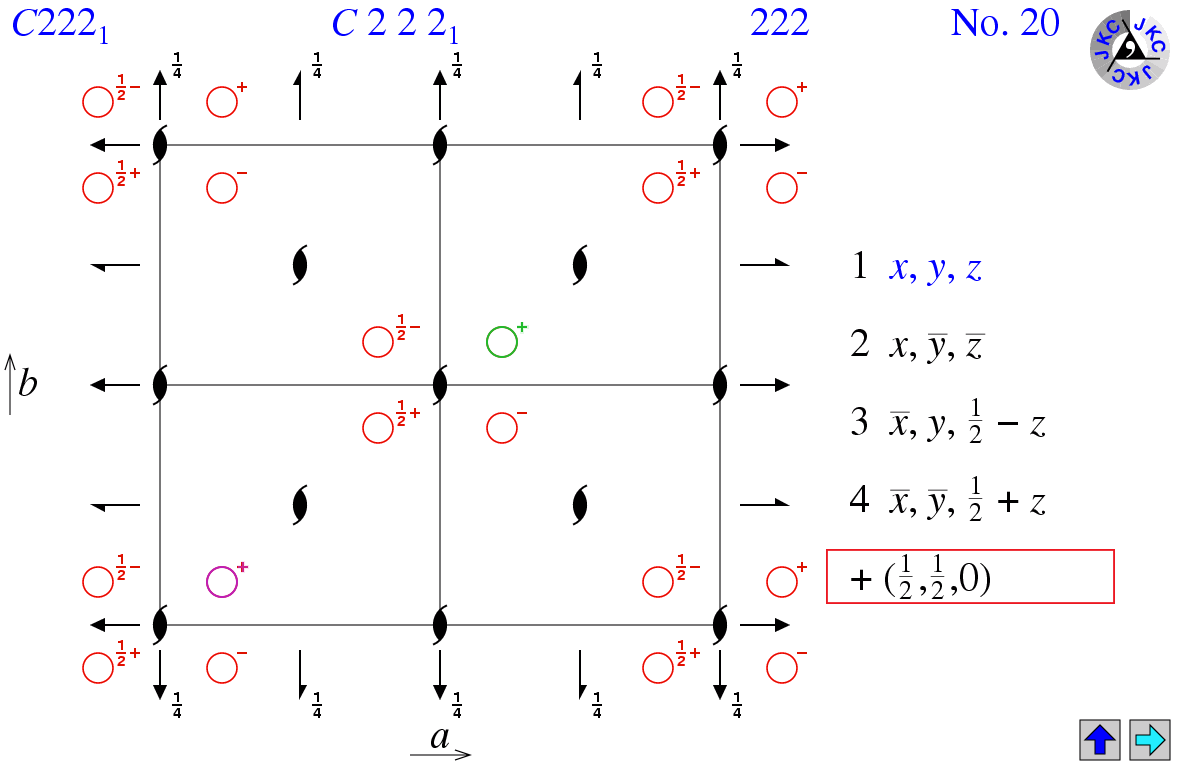 C222₁ C 2 2 2₁ 222 No. 20
JKC JKC JKC
1/4 1/4 1/4 1/4 1/4
1/2− + 1/2− +
1/2+ − 1/2+ −
1 x, y, z
1/2− +
2 x, y̅, z̅
b
1/2+ −
3 x̅, y, 1/2 − z
4 x̅, y̅, 1/2 + z
1/2− + 1/2− +
+ (1/2,1/2,0)
1/2+ − 1/2+ −
1/4 1/4 1/4 1/4 1/4
a